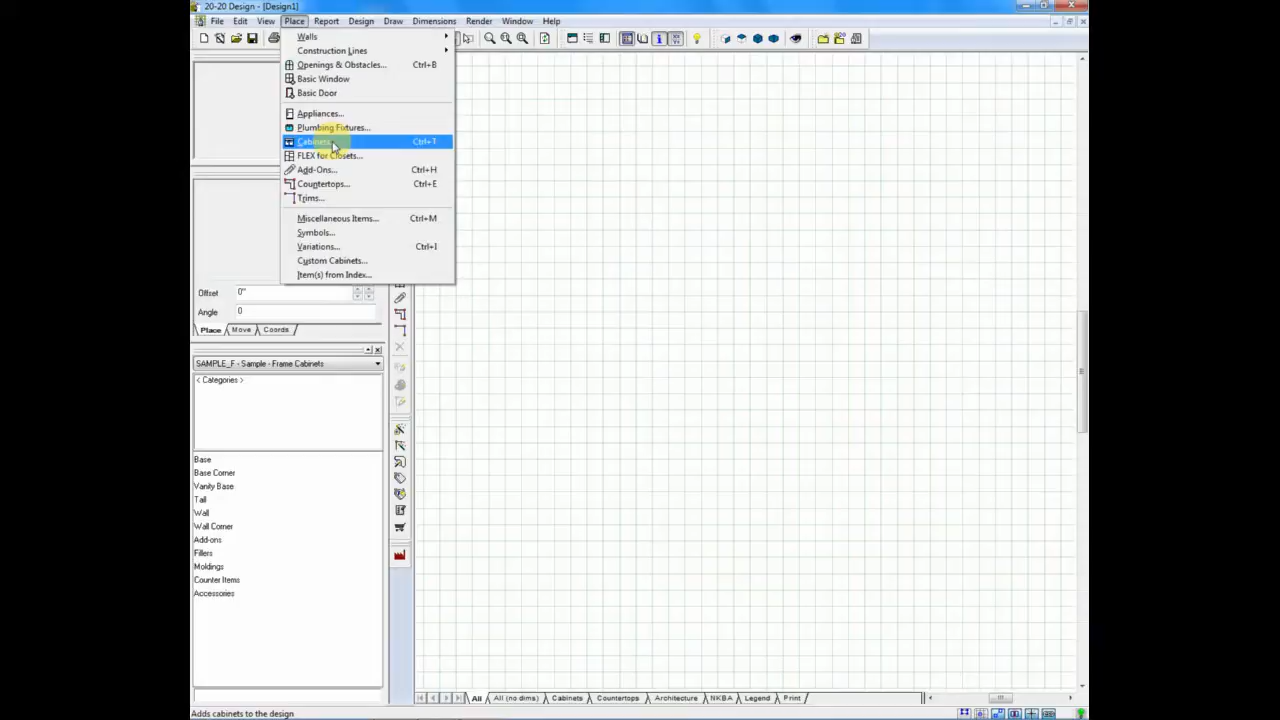 20-20 Design - [Design1]
File Edit View Place Report Design Draw Dimensions Render Window Help
Walls
Construction Lines
Openings & Obstacles... Ctrl+B
Basic Window
Basic Door
Appliances...
Plumbing Fixtures...
Cabinets... Ctrl+T
FLEX for Closets...
Add-Ons... Ctrl+H
Countertops... Ctrl+E
Trims...
Miscellaneous Items... Ctrl+M
Symbols...
Variations... Ctrl+I
Custom Cabinets...
Item(s) from Index...
Offset 0"
Angle 0
Place Move Coords
SAMPLE_F - Sample - Frame Cabinets
< Categories >
Base
Base Corner
Vanity Base
Tall
Wall
Wall Corner
Add-ons
Fillers
Moldings
Counter Items
Accessories
All All (no dims) Cabinets Countertops Architecture NKBA Legend Print
Adds cabinets to the design